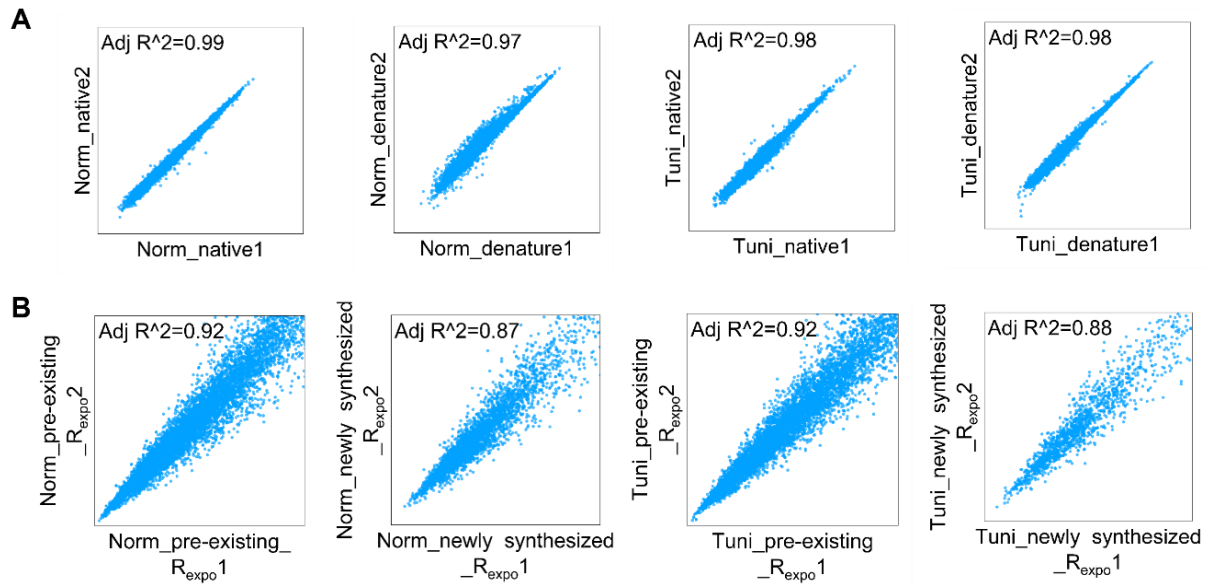 A
Adj R^2=0.99
Norm_native2
Norm_native1
Adj R^2=0.97
Norm_denature2
Norm_denature1
Adj R^2=0.98
Tuni_native2
Tuni_native1
Adj R^2=0.98
Tuni_denature2
Tuni_denature1
B
Adj R^2=0.92
Norm_pre-existing
_Rexpo2
Norm_pre-existing_
Rexpo1
Adj R^2=0.87
Norm_newly synthesized
_Rexpo2
Norm_newly synthesized
_Rexpo1
Adj R^2=0.92
Tuni_pre-existing
_Rexpo2
Tuni_pre-existing
_Rexpo1
Adj R^2=0.88
Tuni_newly synthesized
_Rexpo2
Tuni_newly synthesized
_Rexpo1